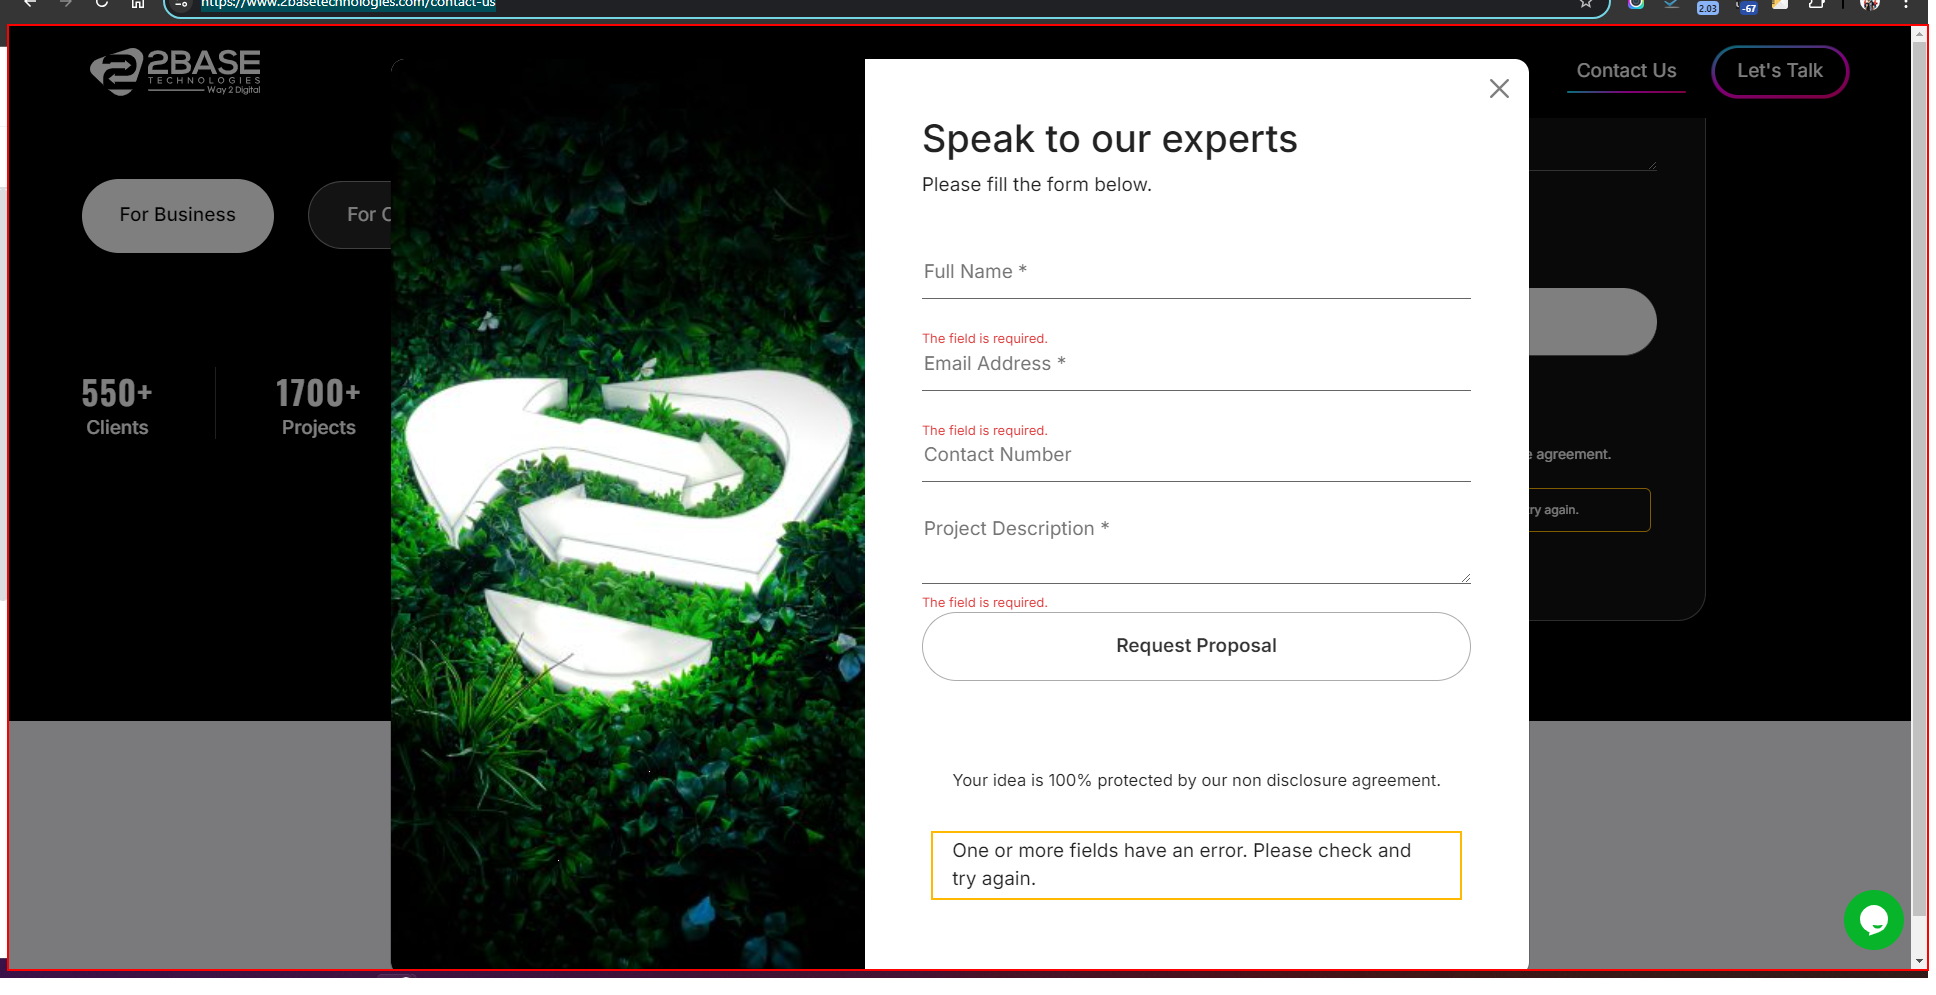 https://www.2basetechnologies.com/contact-us
2.03
-67
2BASE
TECHNOLOGIES
Way 2 Digital
Contact Us
Let's Talk
For Business
For C
550+
Clients
1700+
Projects
Speak to our experts
Please fill the form below.
Full Name *
The field is required.
Email Address *
The field is required.
Contact Number
Project Description *
The field is required.
Request Proposal
Your idea is 100% protected by our non disclosure agreement.
One or more fields have an error. Please check and
try again.
e agreement.
ry again.